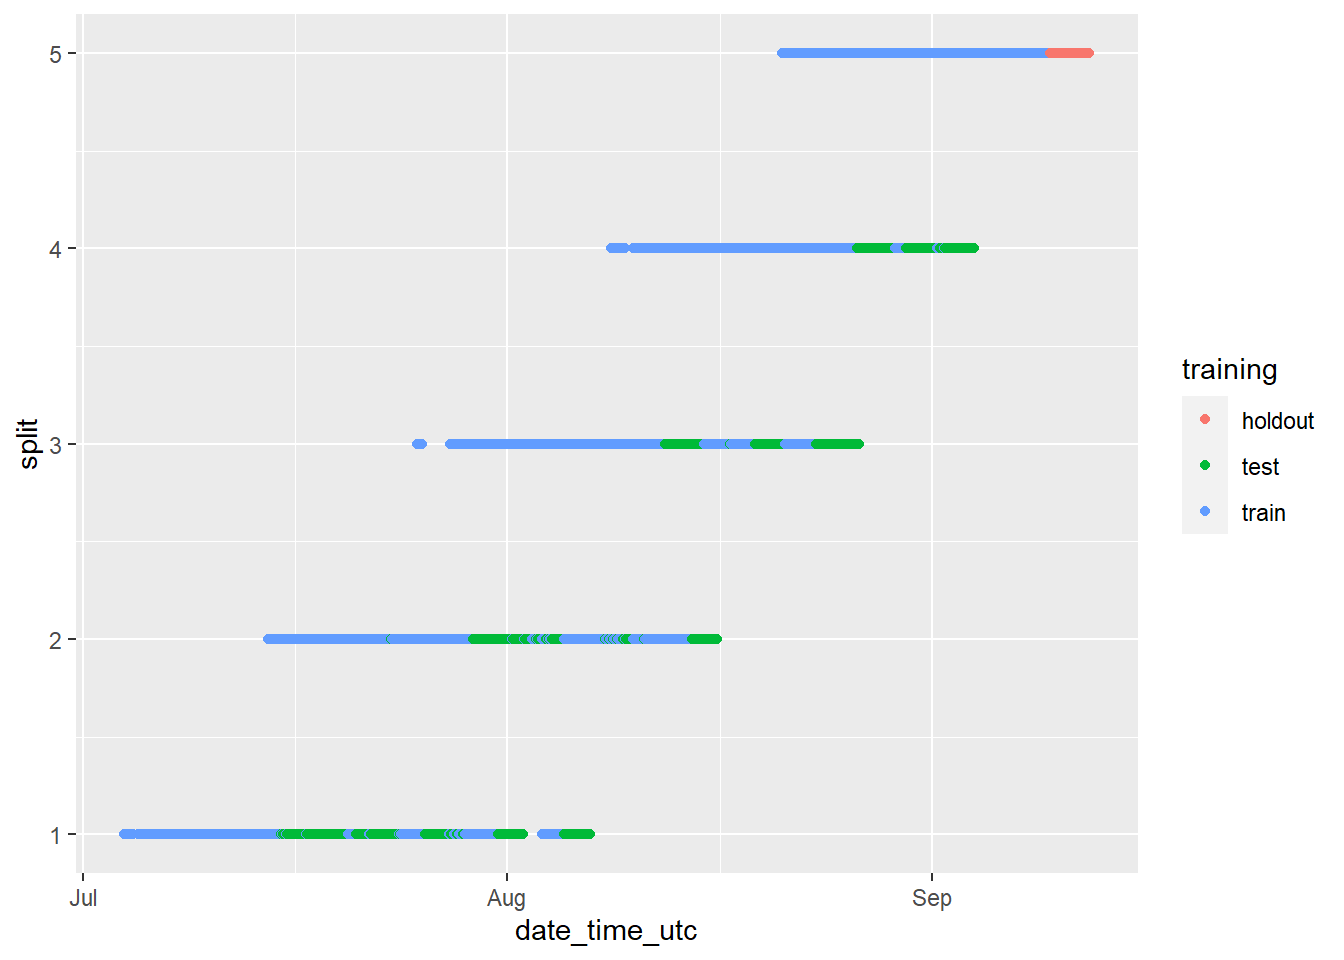 5
4
3
2
1
split
Jul
Aug
Sep
date_time_utc
training
holdout
test
train